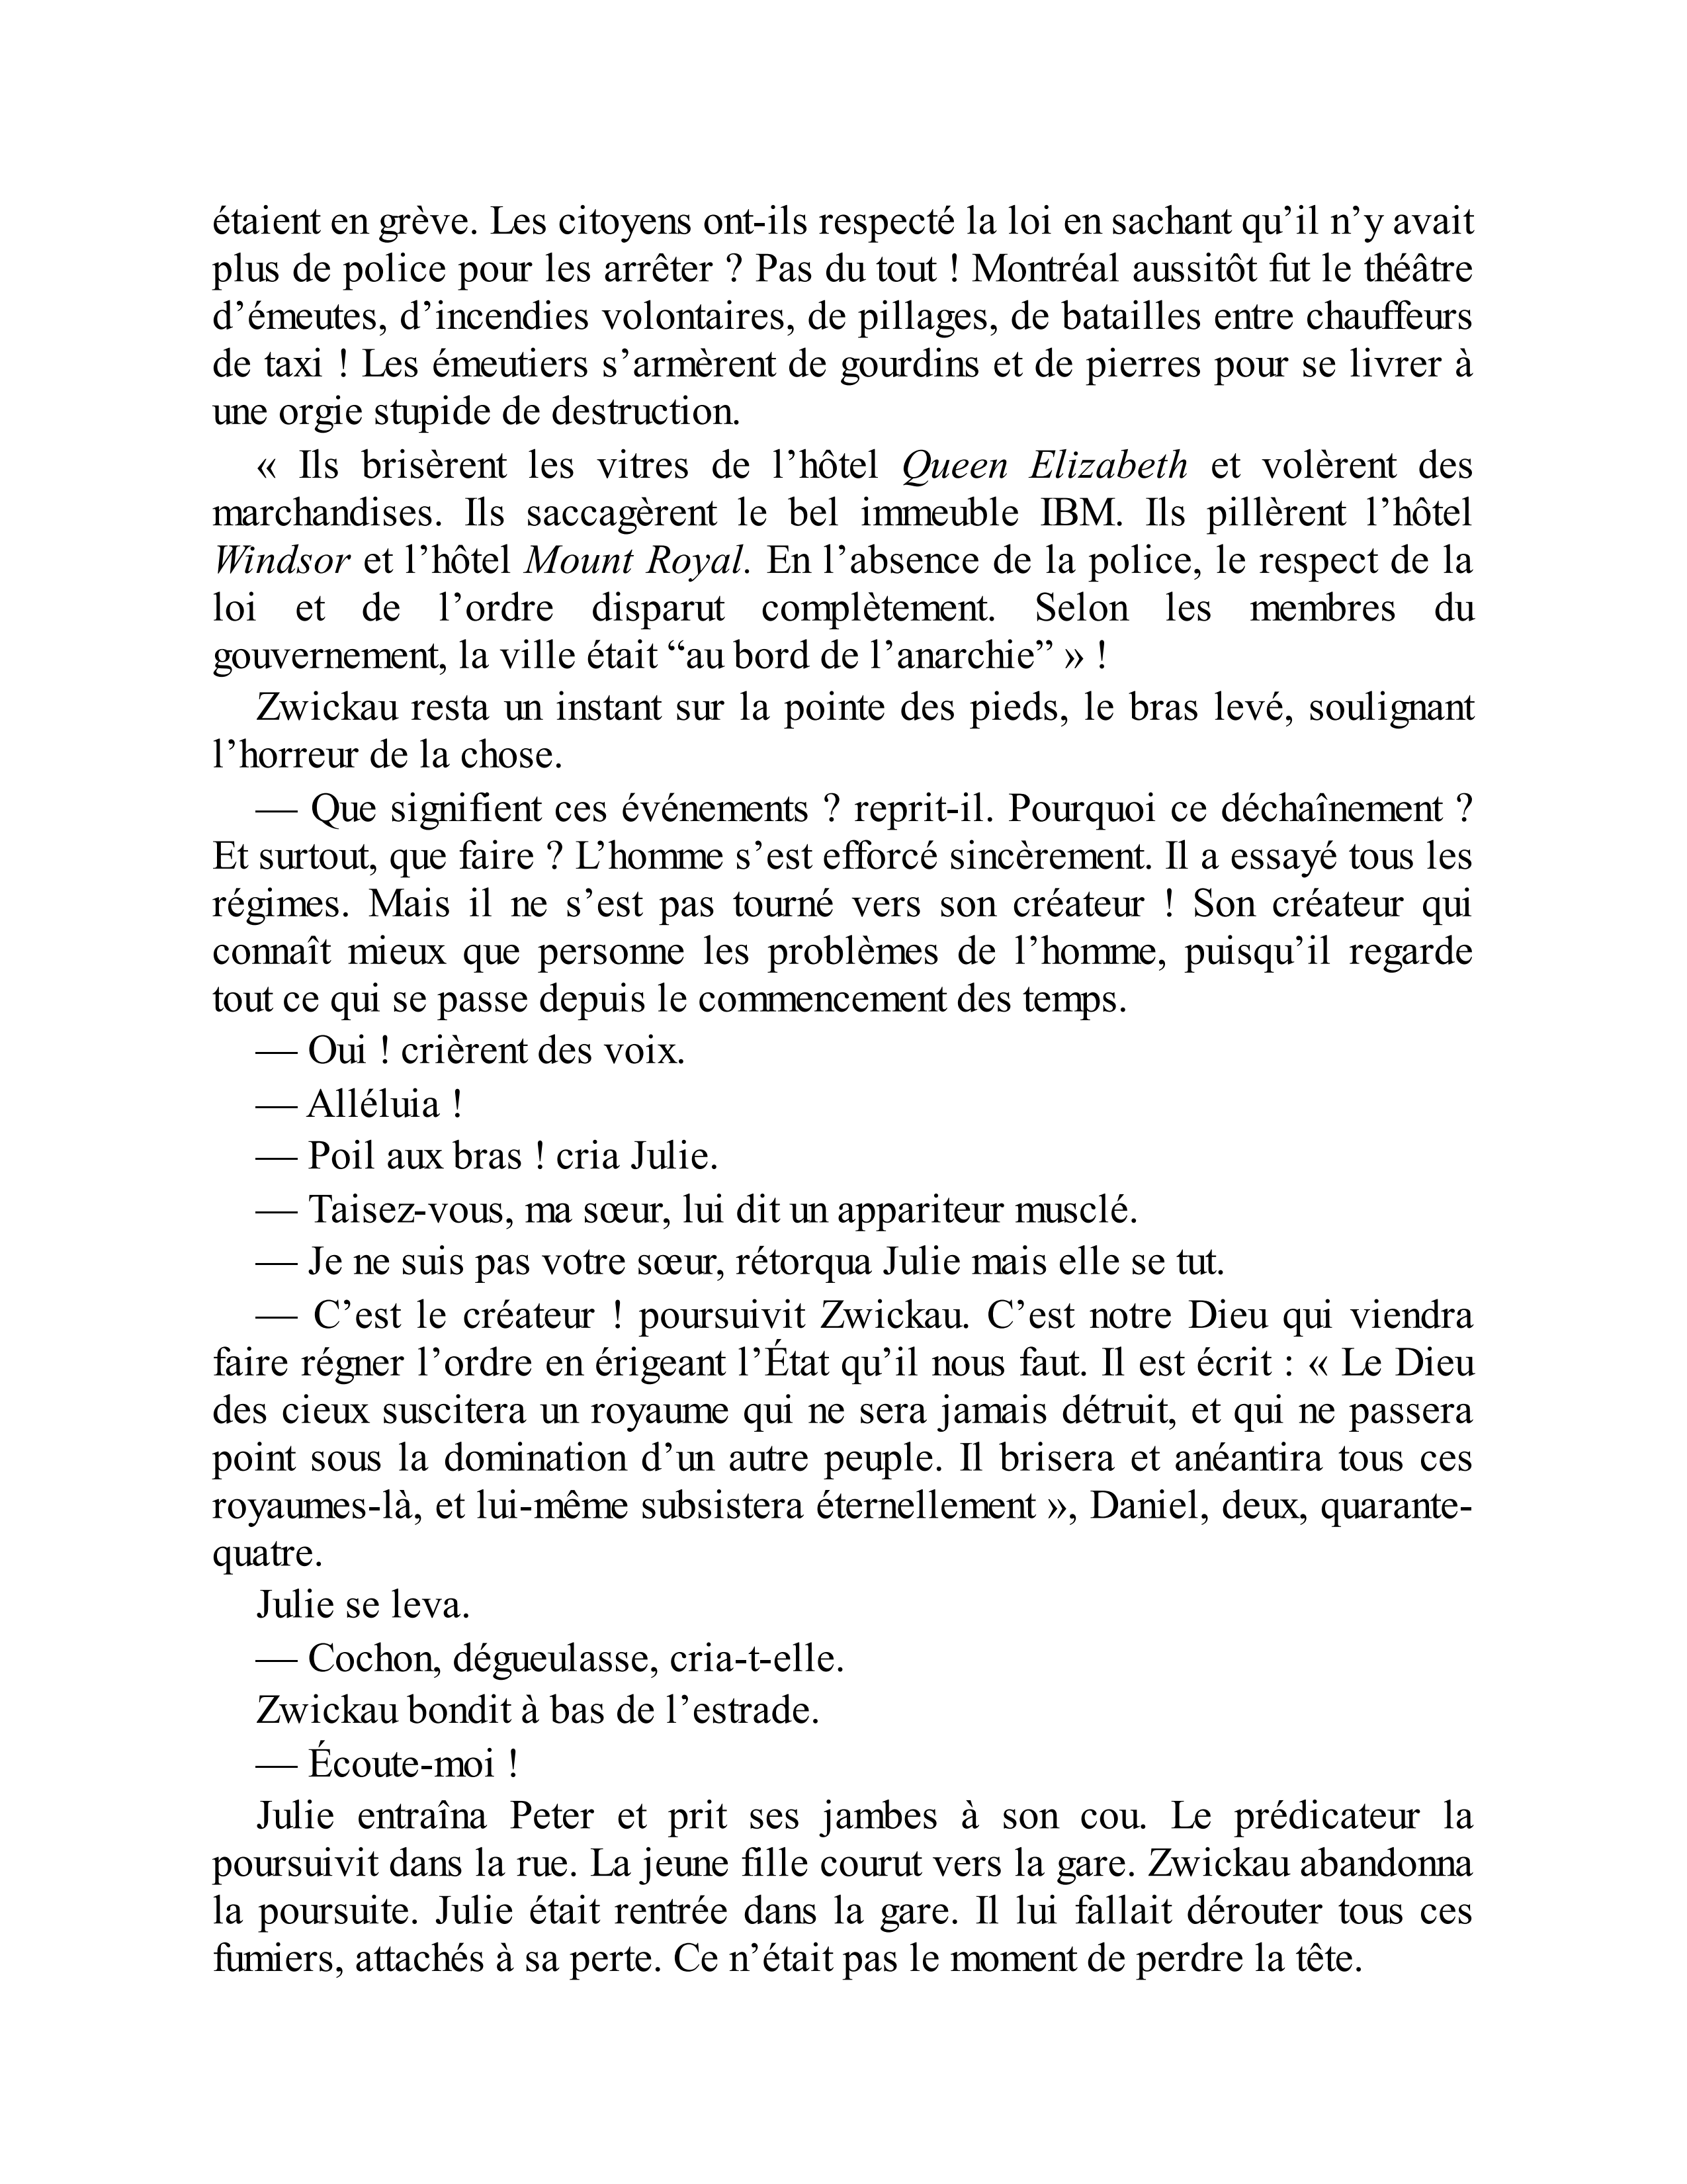 étaient en grève. Les citoyens ont-ils respecté la loi en sachant qu’il n’y avait
plus de police pour les arrêter ? Pas du tout ! Montréal aussitôt fut le théâtre
d’émeutes, d’incendies volontaires, de pillages, de batailles entre chauffeurs
de taxi ! Les émeutiers s’armèrent de gourdins et de pierres pour se livrer à
une orgie stupide de destruction.
« Ils brisèrent les vitres de l’hôtel Queen Elizabeth et volèrent des
marchandises. Ils saccagèrent le bel immeuble IBM. Ils pillèrent l’hôtel
Windsor et l’hôtel Mount Royal. En l’absence de la police, le respect de la
loi et de l’ordre disparut complètement. Selon les membres du
gouvernement, la ville était “au bord de l’anarchie” » !
Zwickau resta un instant sur la pointe des pieds, le bras levé, soulignant
l’horreur de la chose.
— Que signifient ces événements ? reprit-il. Pourquoi ce déchaînement ?
Et surtout, que faire ? L’homme s’est efforcé sincèrement. Il a essayé tous les
régimes. Mais il ne s’est pas tourné vers son créateur ! Son créateur qui
connaît mieux que personne les problèmes de l’homme, puisqu’il regarde
tout ce qui se passe depuis le commencement des temps.
— Oui ! crièrent des voix.
— Alléluia !
— Poil aux bras ! cria Julie.
— Taisez-vous, ma sœur, lui dit un appariteur musclé.
— Je ne suis pas votre sœur, rétorqua Julie mais elle se tut.
— C’est le créateur ! poursuivit Zwickau. C’est notre Dieu qui viendra
faire régner l’ordre en érigeant l’État qu’il nous faut. Il est écrit : « Le Dieu
des cieux suscitera un royaume qui ne sera jamais détruit, et qui ne passera
point sous la domination d’un autre peuple. Il brisera et anéantira tous ces
royaumes-là, et lui-même subsistera éternellement », Daniel, deux, quarante-
quatre.
Julie se leva.
— Cochon, dégueulasse, cria-t-elle.
Zwickau bondit à bas de l’estrade.
— Écoute-moi !
Julie entraîna Peter et prit ses jambes à son cou. Le prédicateur la
poursuivit dans la rue. La jeune fille courut vers la gare. Zwickau abandonna
la poursuite. Julie était rentrée dans la gare. Il lui fallait dérouter tous ces
fumiers, attachés à sa perte. Ce n’était pas le moment de perdre la tête.